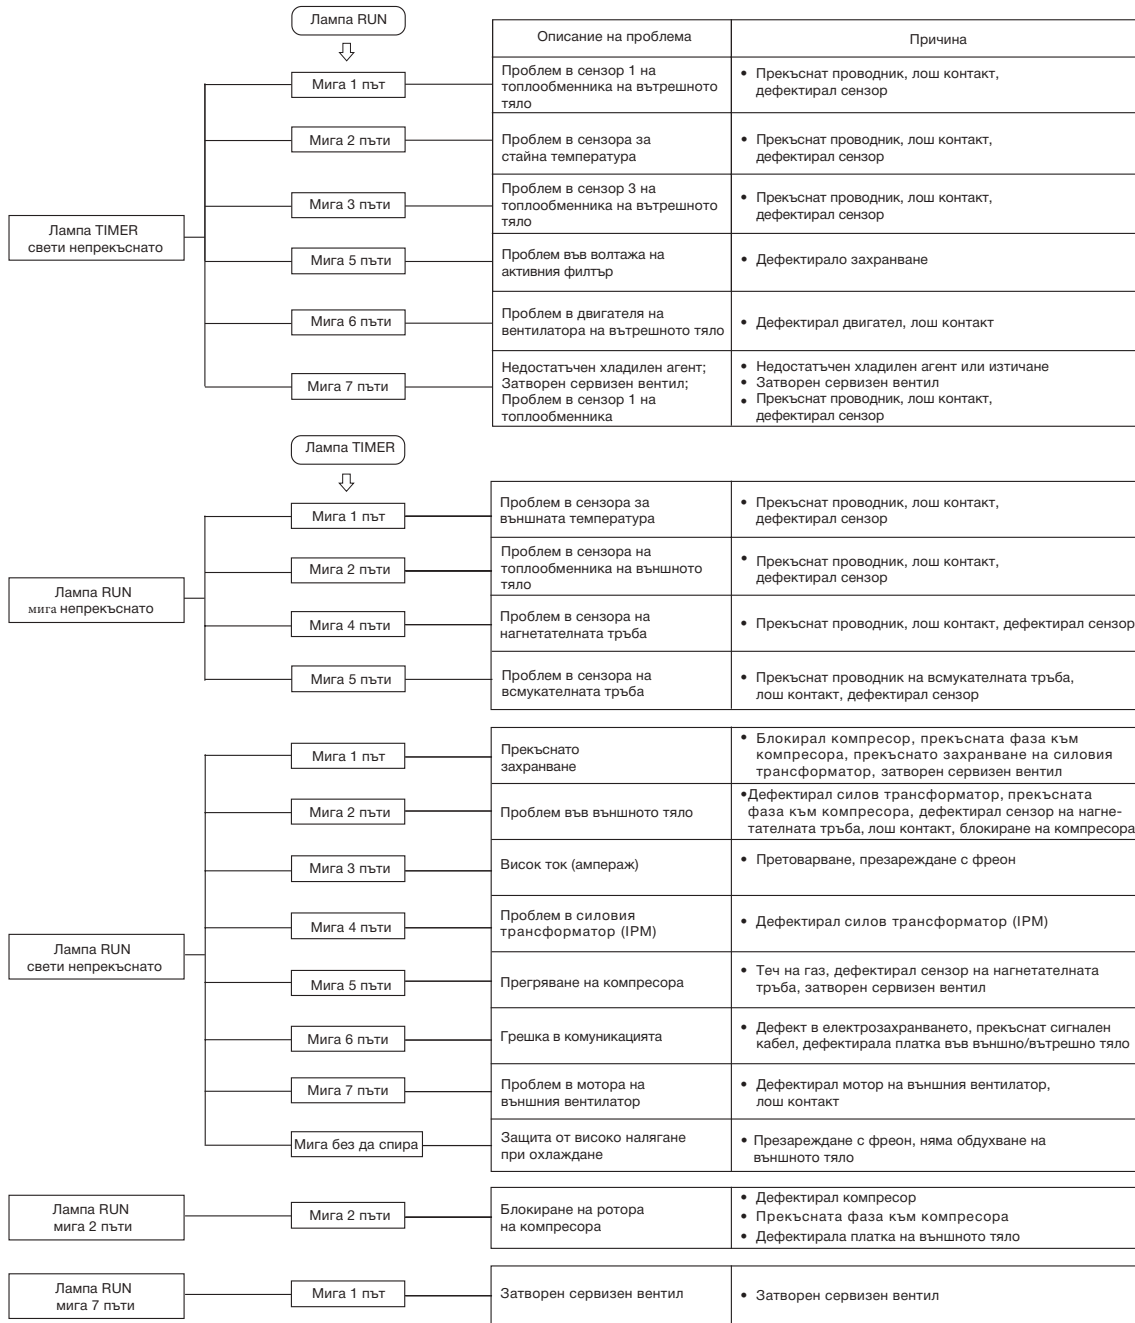 Лампа RUN
Описание на проблема
Причина
Лампа TIMER
свети непрекъснато
Мига 1 път
Проблем в сензор 1 на
топлообменника на вътрешното
тяло
• Прекъснат проводник, лош контакт,
дефектирал сензор
Мига 2 пъти
Проблем в сензора за
стайна температура
• Прекъснат проводник, лош контакт,
дефектирал сензор
Мига 3 пъти
Проблем в сензор 3 на
топлообменника на вътрешното
тяло
• Прекъснат проводник, лош контакт,
дефектирал сензор
Мига 5 пъти
Проблем във волтажа на
активния филтър
• Дефектирало захранване
Мига 6 пъти
Проблем в двигателя на
вентилатора на вътрешното тяло
• Дефектирал двигател, лош контакт
Мига 7 пъти
Недостатъчен хладилен агент;
Затворен сервизен вентил;
Проблем в сензор 1 на
топлообменника
• Недостатъчен хладилен агент или изтичане
• Затворен сервизен вентил
• Прекъснат проводник, лош контакт,
дефектирал сензор
Лампа TIMER
Лампа RUN
мига непрекъснато
Мига 1 път
Проблем в сензора за
външната температура
• Прекъснат проводник, лош контакт,
дефектирал сензор
Мига 2 пъти
Проблем в сензора на
топлообменника на външното
тяло
• Прекъснат проводник, лош контакт,
дефектирал сензор
Мига 4 пъти
Проблем в сензора на
нагнетателната тръба
• Прекъснат проводник, лош контакт, дефектирал сензор
Мига 5 пъти
Проблем в сензора на
всмукателната тръба
• Прекъснат проводник на всмукателната тръба,
лош контакт, дефектирал сензор
Лампа RUN
свети непрекъснато
Мига 1 път
Прекъснато
захранване
• Блокирал компресор, прекъсната фаза към
компресора, прекъснато захранване на силовия
трансформатор, затворен сервизен вентил
Мига 2 пъти
Проблем във външното тяло
•Дефектирал силов трансформатор, прекъсната
фаза към компресора, дефектирал сензор на нагне-
тателната тръба, лош контакт, блокиране на компресора
Мига 3 пъти
Висок ток (ампераж)
• Претоварване, презареждане с фреон
Мига 4 пъти
Проблем в силовия
трансформатор (IPM)
• Дефектирал силов трансформатор (IPM)
Мига 5 пъти
Прегряване на компресора
• Теч на газ, дефектирал сензор на нагнетателната
тръба, затворен сервизен вентил
Мига 6 пъти
Грешка в комуникацията
• Дефект в електрозахранването, прекъснат сигнален
кабел, дефектирала платка във външно/вътрешно тяло
Мига 7 пъти
Проблем в мотора на
външния вентилатор
• Дефектирал мотор на външния вентилатор,
лош контакт
Мига без да спира
Защита от високо налягане
при охлаждане
• Презареждане с фреон, няма обдухване на
външното тяло
Лампа RUN
мига 2 пъти
Мига 2 пъти
Блокиране на ротора
на компресора
• Дефектирал компресор
• Прекъсната фаза към компресора
• Дефектирала платка на външното тяло
Лампа RUN
мига 7 пъти
Мига 1 път
Затворен сервизен вентил
• Затворен сервизен вентил